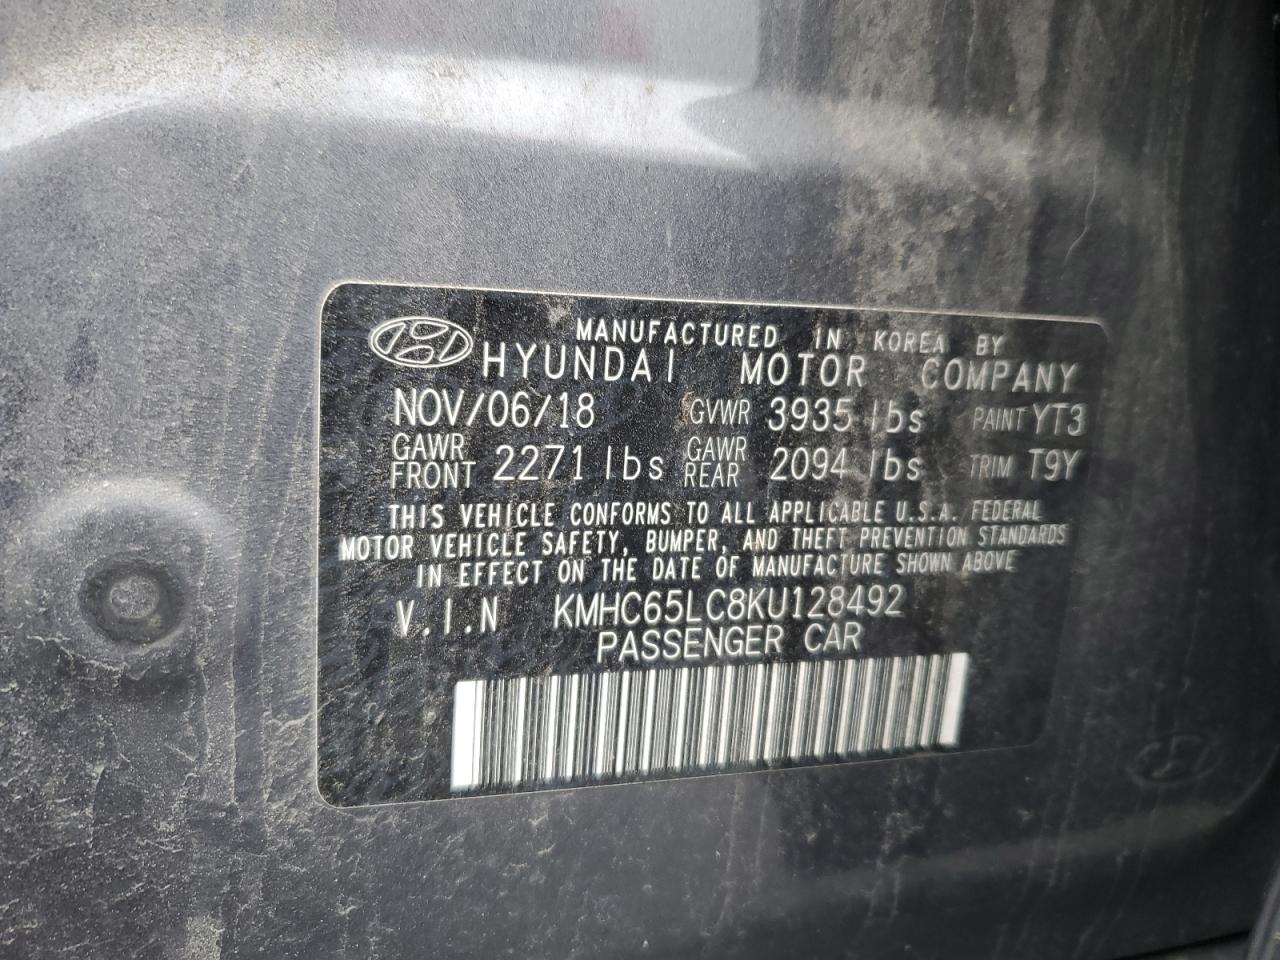 MANUFACTURED IN KOREA BY
HYUNDAI MOTOR COMPANY
NOV/06/18 GVWR 3935 lbs PAINT YT3
GAWR FRONT 2271 lbs GAWR REAR 2094 lbs TRIM T9Y
THIS VEHICLE CONFORMS TO ALL APPLICABLE U.S.A. FEDERAL
MOTOR VEHICLE SAFETY, BUMPER, AND THEFT PREVENTION STANDARDS
IN EFFECT ON THE DATE OF MANUFACTURE SHOWN ABOVE
V.I.N KMHC65LC8KU128492
PASSENGER CAR